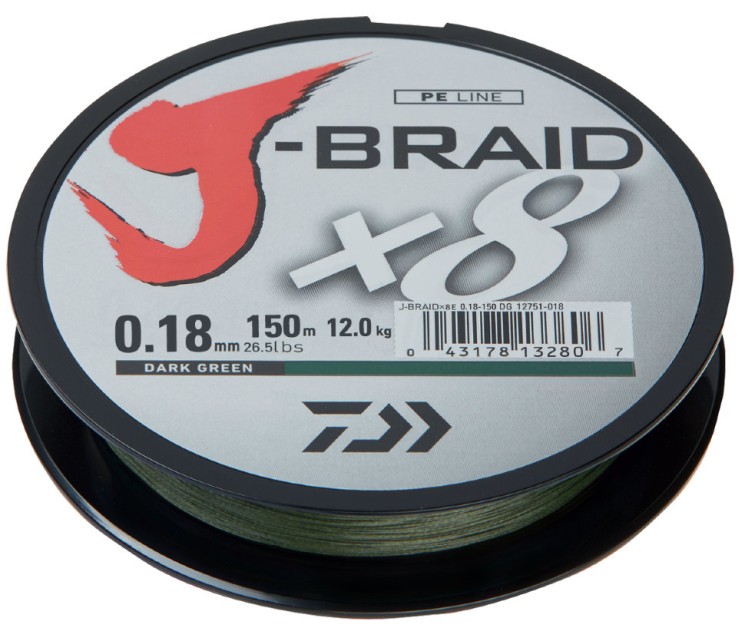 PE LINE
J-BRAID
x8
J-BRAID×8E 0.18-150 DG 12751-018
0.18mm 150m 12.0kg
26.5lbs
0 43178 13280 7
DARK GREEN